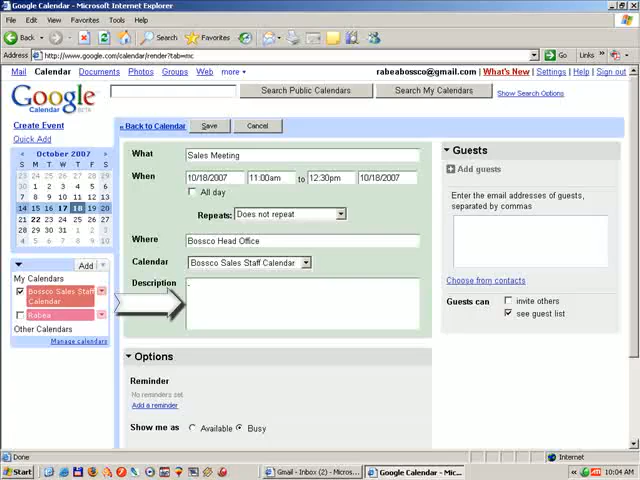 Google Calendar - Microsoft Internet Explorer
File Edit View Favorites Tools Help
Back Search Favorites
Address http://www.google.com/calendar/render?tab=mc Go Links »
Mail Calendar Documents Photos Groups Web more ▾ rabeabossco@gmail.com | What's New | Settings | Help | Sign out
Google
Calendar BETA
Search Public Calendars Search My Calendars Show Search Options
Create Event
Quick Add
« Back to Calendar Save Cancel
« October 2007 »
S M T W T F S
23 24 25 26 27 28 29
30 1 2 3 4 5 6
7 8 9 10 11 12 13
14 15 16 17 18 19 20
21 22 23 24 25 26 27
28 29 30 31 1 2 3
4 5 6 7 8 9 10
Add
My Calendars
Bossco Sales Staff
Calendar
Rabea
Other Calendars
Manage calendars
What Sales Meeting
When 10/18/2007 11:00am to 12:30pm 10/18/2007
All day
Repeats: Does not repeat
Where Bossco Head Office
Calendar Bossco Sales Staff Calendar
Description
Options
Reminder
No reminders set
Add a reminder
Show me as Available Busy
Guests
Add guests
Enter the email addresses of guests,
separated by commas
Choose from contacts
Guests can invite others
see guest list
Done Internet
Start Gmail - Inbox (2) - Micros... Google Calendar - Mic... 10:04 AM